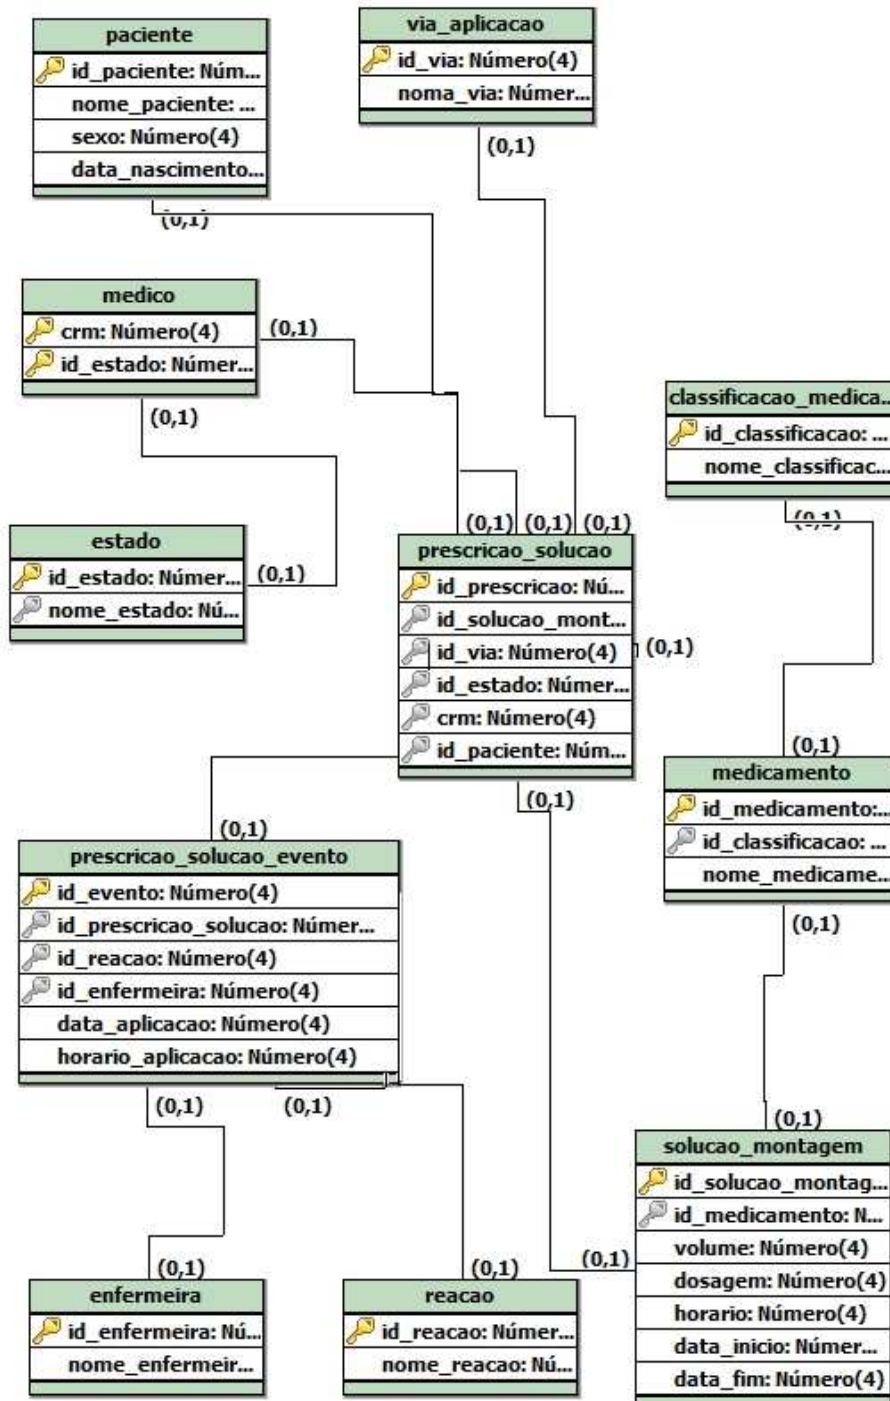 paciente
id_paciente: Núm...
nome_paciente: ...
sexo: Número(4)
data_nascimento...
(0,1)
via_aplicacao
id_via: Número(4)
noma_via: Númer...
(0,1)
medico
crm: Número(4)
id_estado: Númer...
(0,1)
(0,1)
estado
id_estado: Númer...
nome_estado: Nú...
(0,1)
classificacao_medica...
id_classificacao: ...
nome_classificac...
(0,1)
(0,1) (0,1) (0,1)
prescricao_solucao
id_prescricao: Nú...
id_solucao_mont...
id_via: Número(4)
id_estado: Númer...
crm: Número(4)
id_paciente: Núm...
(0,1)
(0,1)
(0,1)
medicamento
id_medicamento:...
id_classificacao: ...
nome_medicame...
(0,1)
(0,1)
prescricao_solucao_evento
id_evento: Número(4)
id_prescricao_solucao: Númer...
id_reacao: Número(4)
id_enfermeira: Número(4)
data_aplicacao: Número(4)
horario_aplicacao: Número(4)
(0,1)
(0,1)
(0,1)
solucao_montagem
id_solucao_montag...
id_medicamento: N...
volume: Número(4)
dosagem: Número(4)
horario: Número(4)
data_inicio: Númer...
data_fim: Número(4)
(0,1)
(0,1)
enfermeira
id_enfermeira: Nú...
nome_enfermeir...
(0,1)
reacao
id_reacao: Númer...
nome_reacao: Nú...